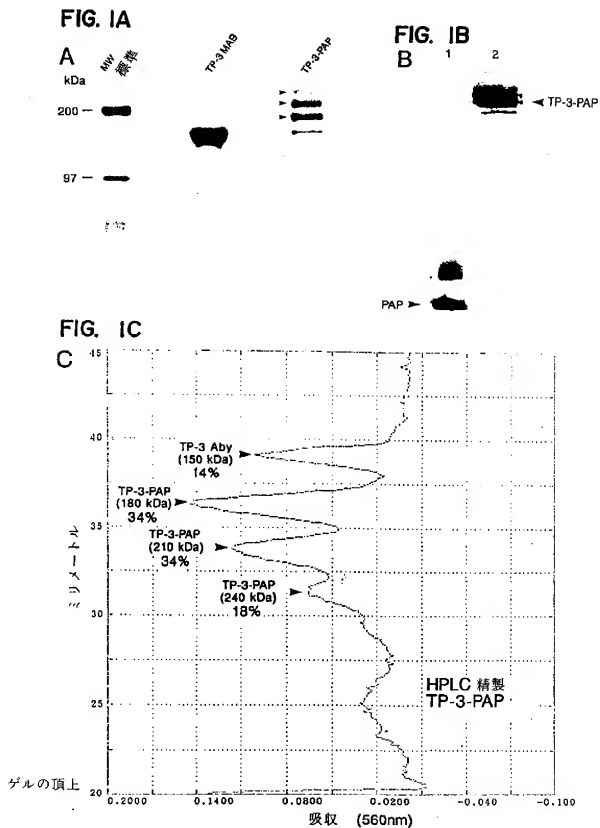 FIG. 1A
A
MW 標準
kDa
200
97
TP-3 MAB
TP-3-PAP
FIG. 1B
B
1 2
TP-3-PAP
PAP
FIG. 1C
C
45
40
35
30
25
20
ミリメートル
ゲルの頂上
TP-3 Aby
(150 kDa)
14%
TP-3-PAP
(180 kDa)
34%
TP-3-PAP
(210 kDa)
34%
TP-3-PAP
(240 kDa)
18%
HPLC 精製
TP-3-PAP
0.2000 0.1400 0.0800 0.0200 -0.040 -0.100
吸収 (560nm)